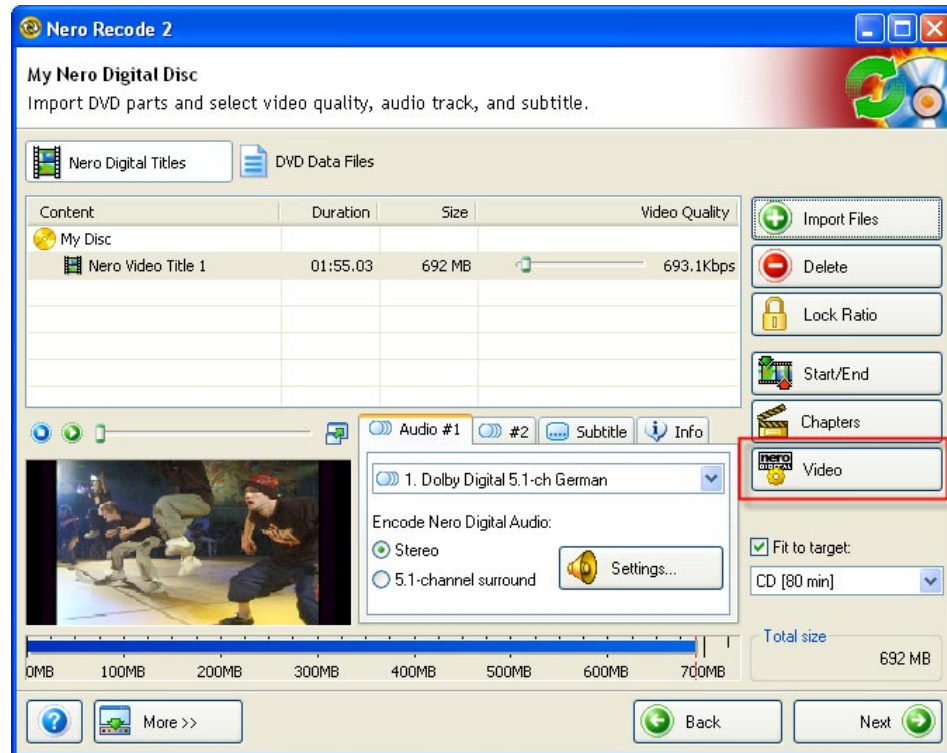 Nero Recode 2
My Nero Digital Disc
Import DVD parts and select video quality, audio track, and subtitle.
Nero Digital Titles
DVD Data Files
Content Duration Size Video Quality
My Disc
Nero Video Title 1 01:55.03 692 MB 693.1Kbps
Import Files
Delete
Lock Ratio
Start/End
Chapters
nero DIGITAL Video
Audio #1 #2 Subtitle Info
1. Dolby Digital 5.1-ch German
Encode Nero Digital Audio:
Stereo
5.1-channel surround
Settings...
Fit to target:
CD [80 min]
Total size
692 MB
0MB 100MB 200MB 300MB 400MB 500MB 600MB 700MB
? More >> Back Next